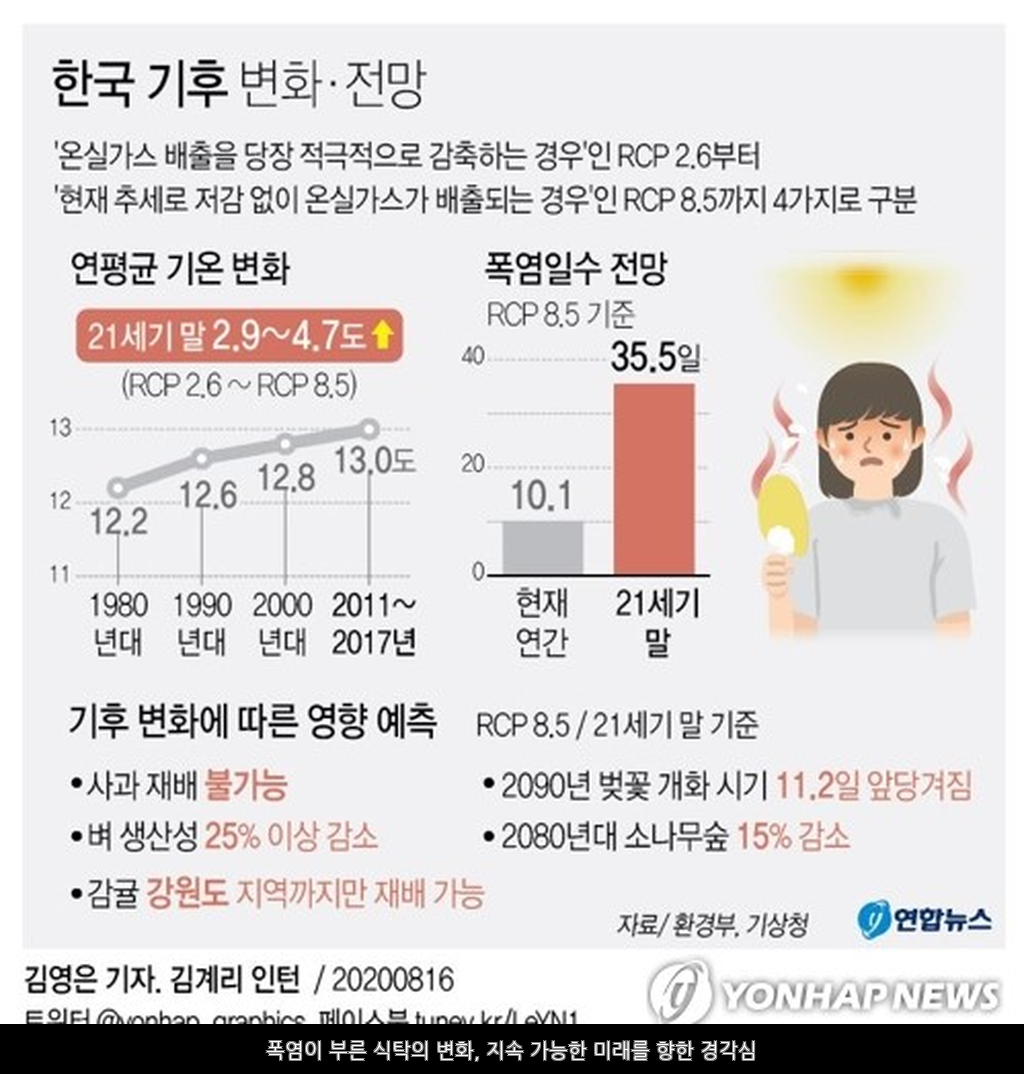 한국 기후 변화·전망
'온실가스 배출을 당장 적극적으로 감축하는 경우'인 RCP 2.6부터
'현재 추세로 저감 없이 온실가스가 배출되는 경우'인 RCP 8.5까지 4가지로 구분
연평균 기온 변화
21세기 말 2.9~4.7도
(RCP 2.6 ~ RCP 8.5)
13
12
11
12.2
12.6
12.8
13.0도
1980년대
1990년대
2000년대
2011~2017년
폭염일수 전망
RCP 8.5 기준
40
20
0
10.1
35.5일
현재 연간
21세기 말
기후 변화에 따른 영향 예측
RCP 8.5 / 21세기 말 기준
•사과 재배 불가능
•벼 생산성 25% 이상 감소
•감귤 강원도 지역까지만 재배 가능
•2090년 벚꽃 개화 시기 11.2일 앞당겨짐
•2080년대 소나무숲 15% 감소
자료/ 환경부, 기상청
연합뉴스
김영은 기자, 김계리 인턴 / 20200816
YONHAP NEWS
트위터 @yonhap_graphics, 페이스북 tuney.kr/LeYN1
폭염이 부른 식탁의 변화, 지속 가능한 미래를 향한 경각심